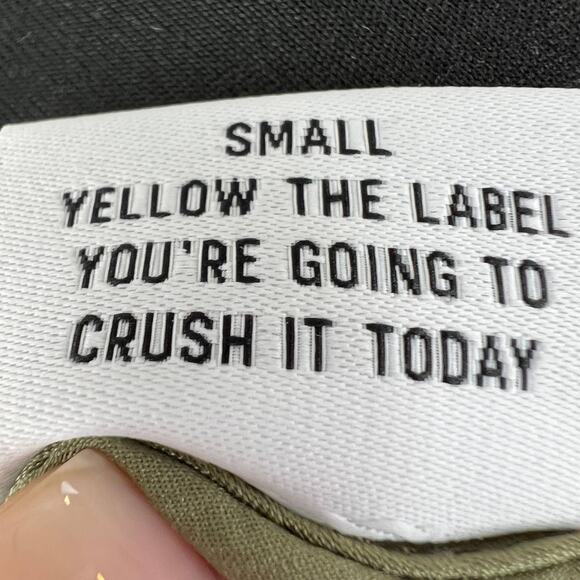 SMALL
YELLOW THE LABEL
YOU'RE GOING TO
CRUSH IT TODAY